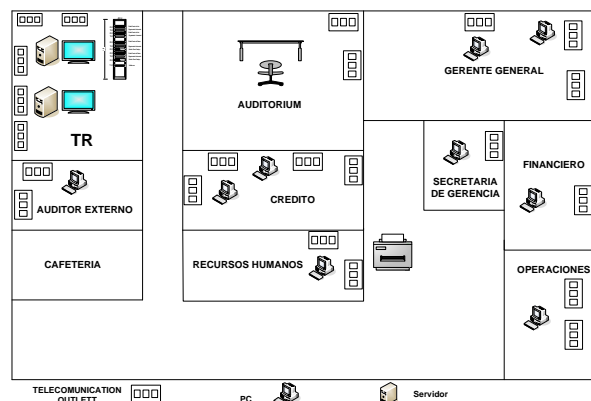 GERENTE GENERAL
AUDITORIUM
TR
SECRETARIA
DE GERENCIA
FINANCIERO
CREDITO
AUDITOR EXTERNO
CAFETERIA
RECURSOS HUMANOS
OPERACIONES
TELECOMUNICATION
OUTLETT
PC
Servidor